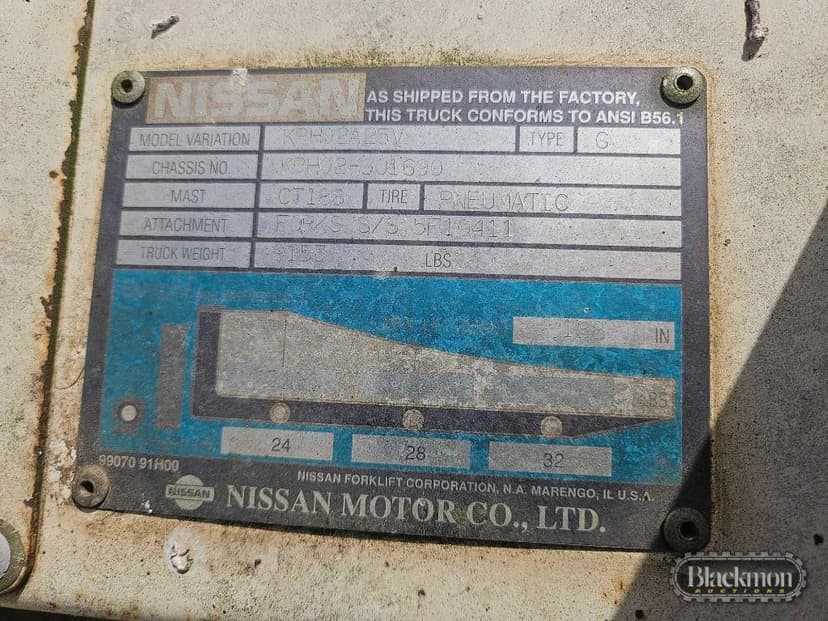 NISSAN
AS SHIPPED FROM THE FACTORY,
THIS TRUCK CONFORMS TO ANSI B56.1
MODEL VARIATION KPH02A25V TYPE G
CHASSIS NO.
MAST TIRE PNEUMATIC
ATTACHMENT S/S
TRUCK WEIGHT LBS
IN
24 28 32
99070 91H00
NISSAN FORKLIFT CORPORATION, N.A. MARENGO, IL U.S.A.
NISSAN NISSAN MOTOR CO., LTD.
Blackmon
AUCTIONS